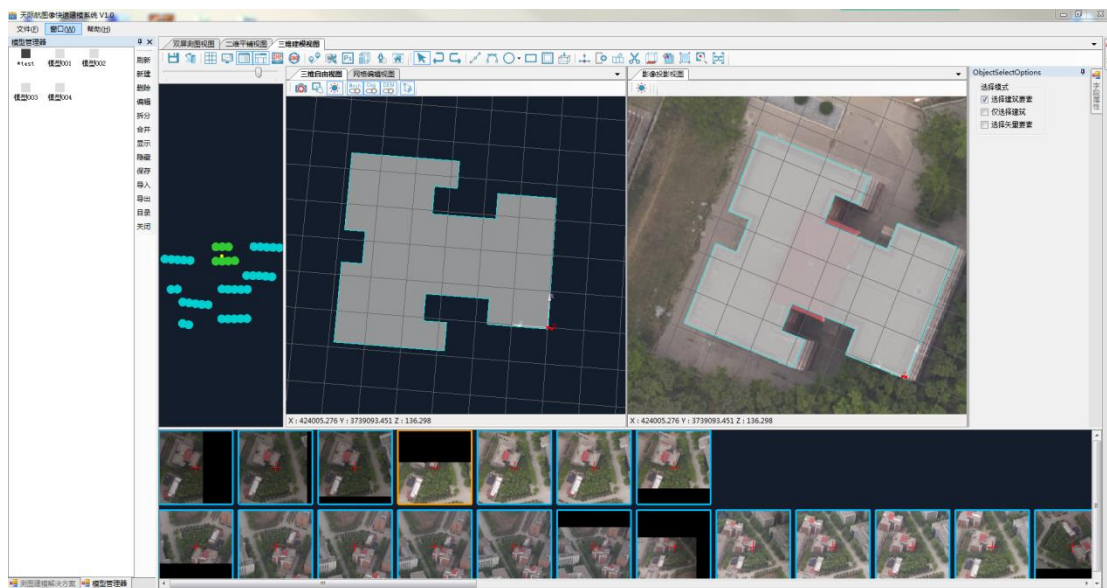 天际航图像快速建模系统 V1.0
文件(F) 窗口(W) 帮助(H)
模型管理器
双屏测图视图 二维平铺视图 三维建模视图
*test 模型001 模型002
模型003 模型004
刷新
新建
删除
编辑
拆分
合并
显示
隐藏
保存
导入
导出
目录
关闭
三维自由视图 网格编辑视图
影像投影视图
ObjectSelectOptions
选择模式
选择建筑要素
仅选择建筑
选择矢量要素
字段属性
X : 424005.276 Y : 3739093.451 Z : 136.298
X : 424005.276 Y : 3739093.451 Z : 136.298
测图建模解决方案 模型管理器